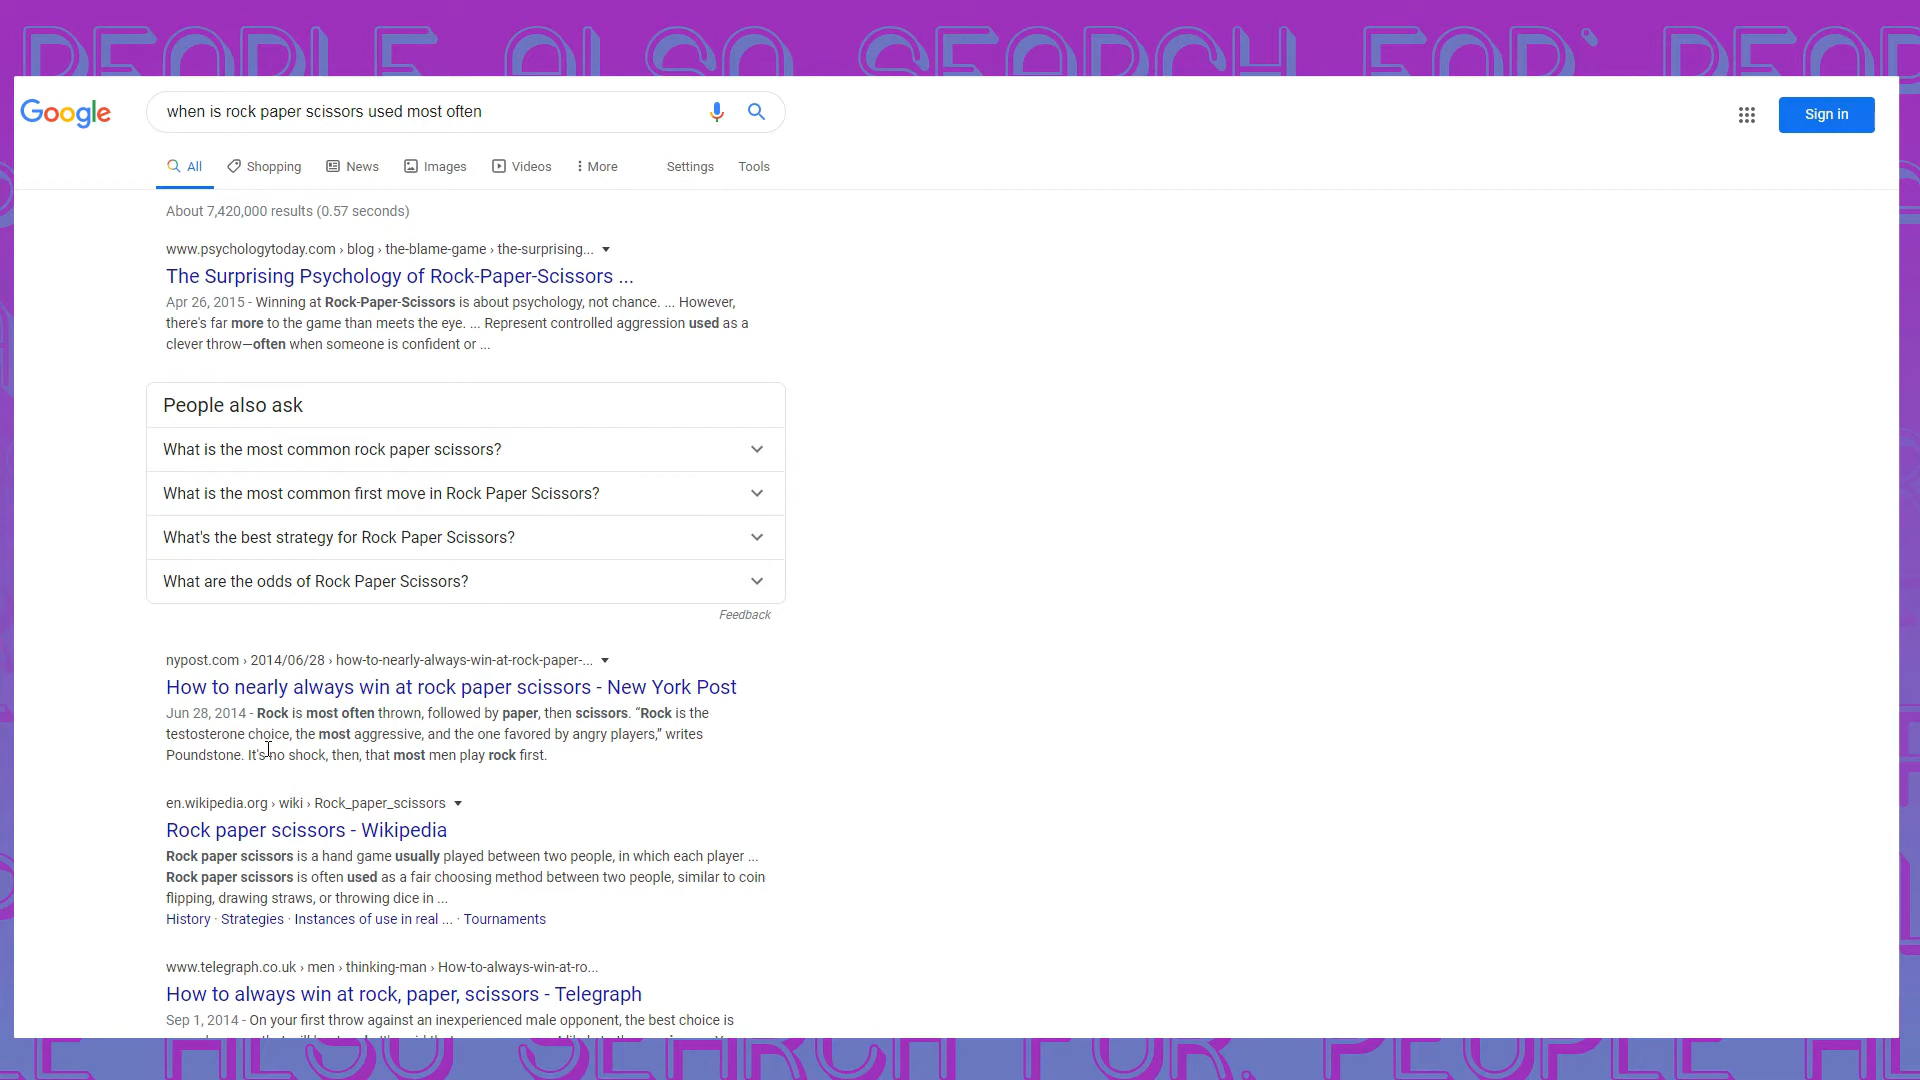 PEOPLE ALSO SEARCH FOR: PEOP
Google
when is rock paper scissors used most often
Sign in
All Shopping News Images Videos More Settings Tools
About 7,420,000 results (0.57 seconds)
www.psychologytoday.com › blog › the-blame-game › the-surprising...
The Surprising Psychology of Rock-Paper-Scissors ...
Apr 26, 2015 - Winning at Rock-Paper-Scissors is about psychology, not chance. ... However,
there's far more to the game than meets the eye. ... Represent controlled aggression used as a
clever throw—often when someone is confident or ...
People also ask
What is the most common rock paper scissors?
What is the most common first move in Rock Paper Scissors?
What's the best strategy for Rock Paper Scissors?
What are the odds of Rock Paper Scissors?
Feedback
nypost.com › 2014/06/28 › how-to-nearly-always-win-at-rock-paper-...
How to nearly always win at rock paper scissors - New York Post
Jun 28, 2014 - Rock is most often thrown, followed by paper, then scissors. “Rock is the
testosterone choice, the most aggressive, and the one favored by angry players,” writes
Poundstone. It's no shock, then, that most men play rock first.
en.wikipedia.org › wiki › Rock_paper_scissors
Rock paper scissors - Wikipedia
Rock paper scissors is a hand game usually played between two people, in which each player ...
Rock paper scissors is often used as a fair choosing method between two people, similar to coin
flipping, drawing straws, or throwing dice in ...
History · Strategies · Instances of use in real ... · Tournaments
www.telegraph.co.uk › men › thinking-man › How-to-always-win-at-ro...
How to always win at rock, paper, scissors - Telegraph
Sep 1, 2014 - On your first throw against an inexperienced male opponent, the best choice is
LE ALSO SEARCH FOR: PEOPLE AL